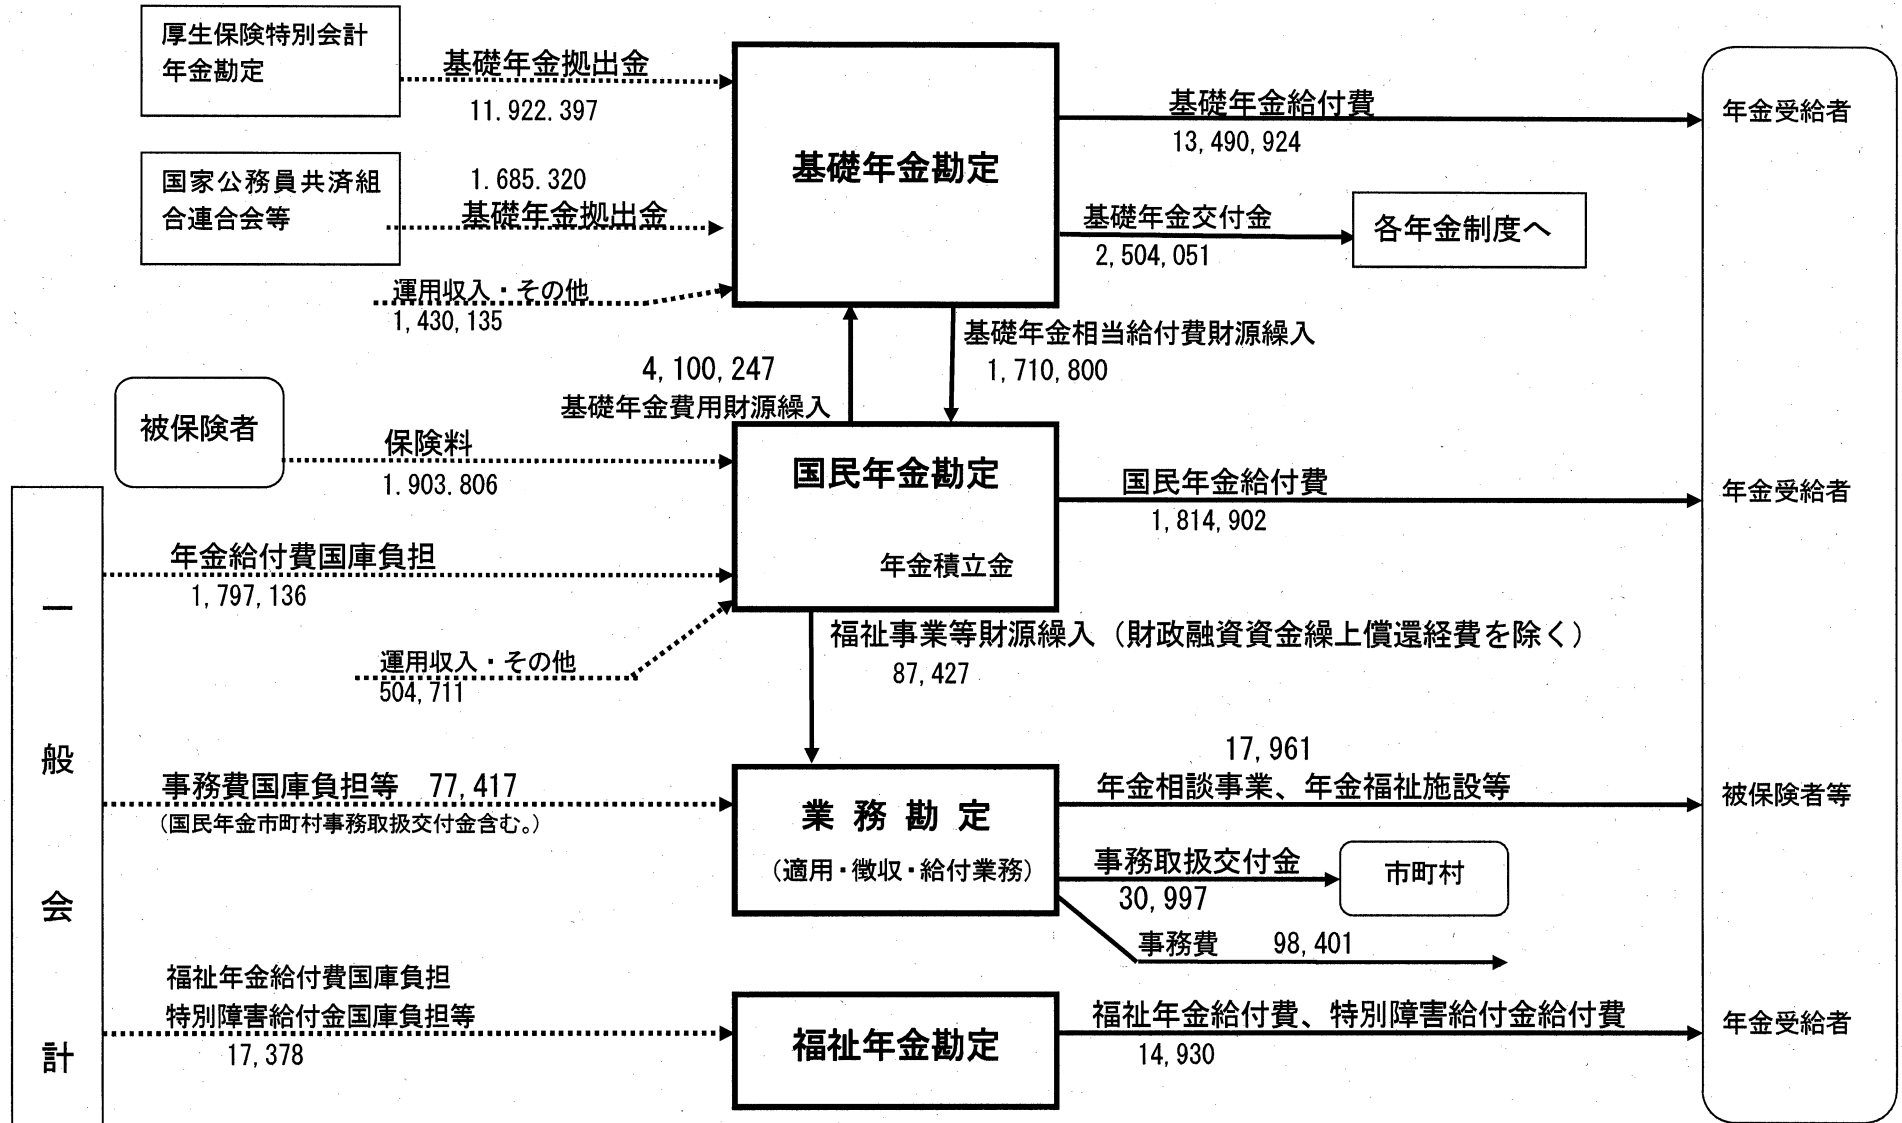 厚生保険特別会計
年金勘定
基礎年金拠出金
11.922.397
国家公務員共済組
合連合会等
1.685.320
基礎年金拠出金
運用収入・その他
1,430,135
基礎年金勘定
基礎年金給付費
13,490,924
年金受給者
基礎年金交付金
2,504,051
各年金制度へ
4,100,247
基礎年金費用財源繰入
基礎年金相当給付費財源繰入
1,710,800
被保険者
保険料
1.903.806
国民年金勘定
年金積立金
国民年金給付費
1,814,902
年金受給者
一般会計
年金給付費国庫負担
1,797,136
運用収入・その他
504,711
福祉事業等財源繰入（財政融資資金繰上償還経費を除く）
87,427
事務費国庫負担等 77,417
（国民年金市町村事務取扱交付金含む。）
業務勘定
（適用・徴収・給付業務）
17,961
年金相談事業、年金福祉施設等
被保険者等
事務取扱交付金
30,997
市町村
事務費 98,401
福祉年金給付費国庫負担
特別障害給付金国庫負担等
17,378
福祉年金勘定
福祉年金給付費、特別障害給付金給付費
14,930
年金受給者